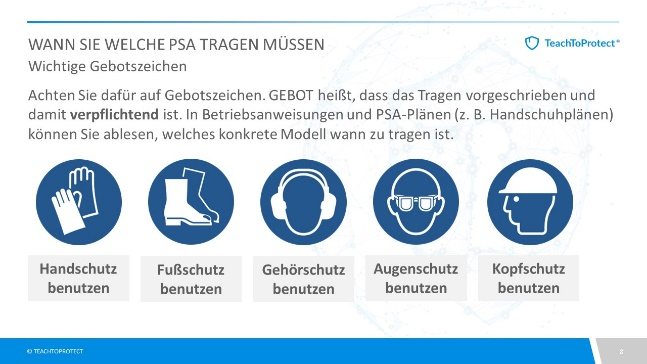 WANN SIE WELCHE PSA TRAGEN MÜSSEN
TeachToProtect®
Wichtige Gebotszeichen
Achten Sie dafür auf Gebotszeichen. GEBOT heißt, dass das Tragen vorgeschrieben und
damit verpflichtend ist. In Betriebsanweisungen und PSA-Plänen (z. B. Handschuhplänen)
können Sie ablesen, welches konkrete Modell wann zu tragen ist.
Handschutz
benutzen
Fußschutz
benutzen
Gehörschutz
benutzen
Augenschutz
benutzen
Kopfschutz
benutzen
© TEACHTOPROTECT
8